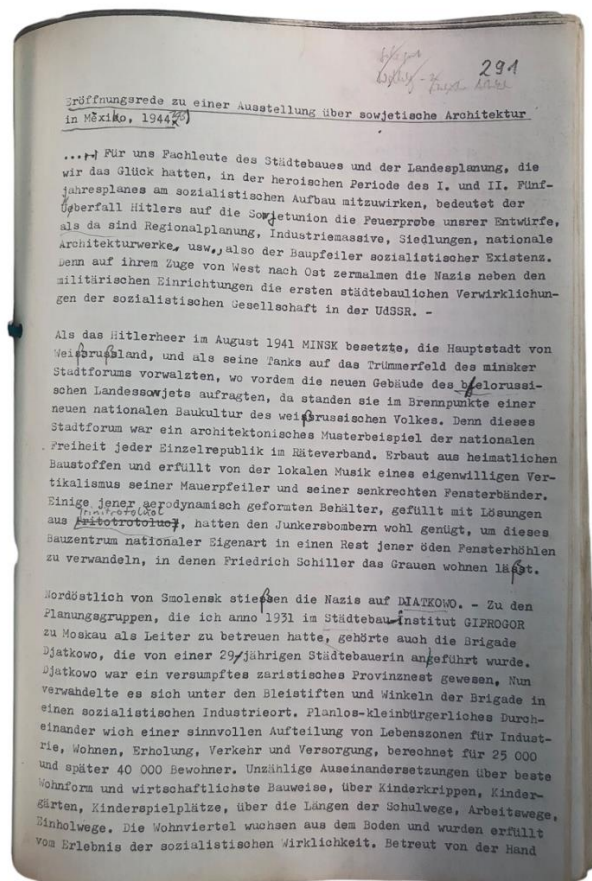 291
Eröffnungsrede zu einer Ausstellung über sowjetische Architektur
in Mexiko, 1944
..... Für uns Fachleute des Städtebaues und der Landesplanung, die
wir das Glück hatten, in der heroischen Periode des I. und II. Fünf-
jahresplanes am sozialistischen Aufbau mitzuwirken, bedeutet der
Überfall Hitlers auf die Sowjetunion die Feuerprobe unsrer Entwürfe,
als da sind Regionalplanung, Industriemassive, Siedlungen, nationale
Architekturwerke, usw., also der Baupfeiler sozialistischer Existenz.
Denn auf ihrem Zuge von West nach Ost zermalmen die Nazis neben den
militärischen Einrichtungen die ersten städtebaulichen Verwirklichun-
gen der sozialistischen Gesellschaft in der UdSSR. -
Als das Hitlerheer im August 1941 MINSK besetzte, die Hauptstadt von
Weißrußland, und als seine Tanks auf das Trümmerfeld des minsker
Stadtforums vorwalzten, wo vordem die neuen Gebäude des belorussi-
schen Landessowjets aufragten, da standen sie im Brennpunkte einer
neuen nationalen Baukultur des weißrussischen Volkes. Denn dieses
Stadtforum war ein architektonisches Musterbeispiel der nationalen
Freiheit jeder Einzelrepublik im Räteverband. Erbaut aus heimatlichen
Baustoffen und erfüllt von der lokalen Musik eines eigenwilligen Ver-
tikalismus seiner Mauerpfeiler und seiner senkrechten Fensterbänder.
Einige jener aerodynamisch geformten Behälter, gefüllt mit Lösungen
Trinitrotoluol
aus Tritotrotoluol, hatten den Junkersbombern wohl genügt, um dieses
Bauzentrum nationaler Eigenart in einen Rest jener öden Fensterhöhlen
zu verwandeln, in denen Friedrich Schiller das Grauen wohnen läßt.
Nordöstlich von Smolensk stießen die Nazis auf DJATKOWO. - Zu den
Planungsgruppen, die ich anno 1931 im Städtebau-Institut GIPROGOR
zu Moskau als Leiter zu betreuen hatte, gehörte auch die Brigade
Djatkowo, die von einer 29-jährigen Städtebauerin angeführt wurde.
Djatkowo war ein versumpftes zaristisches Provinznest gewesen. Nun
verwandelte es sich unter den Bleistiften und Winkeln der Brigade in
einen sozialistischen Industrieort. Planlos-kleinbürgerliches Durch-
einander wich einer sinnvollen Aufteilung von Lebenszonen für Indust-
rie, Wohnen, Erholung, Verkehr und Versorgung, berechnet für 25 000
und später 40 000 Bewohner. Unzählige Auseinandersetzungen über beste
Wohnform und wirtschaftlichste Bauweise, über Kinderkrippen, Kinder-
gärten, Kinderspielplätze, über die Längen der Schulwege, Arbeitswege,
Einholwege. Die Wohnviertel wuchsen aus dem Boden und wurden erfüllt
vom Erlebnis der sozialistischen Wirklichkeit. Betreut von der Hand